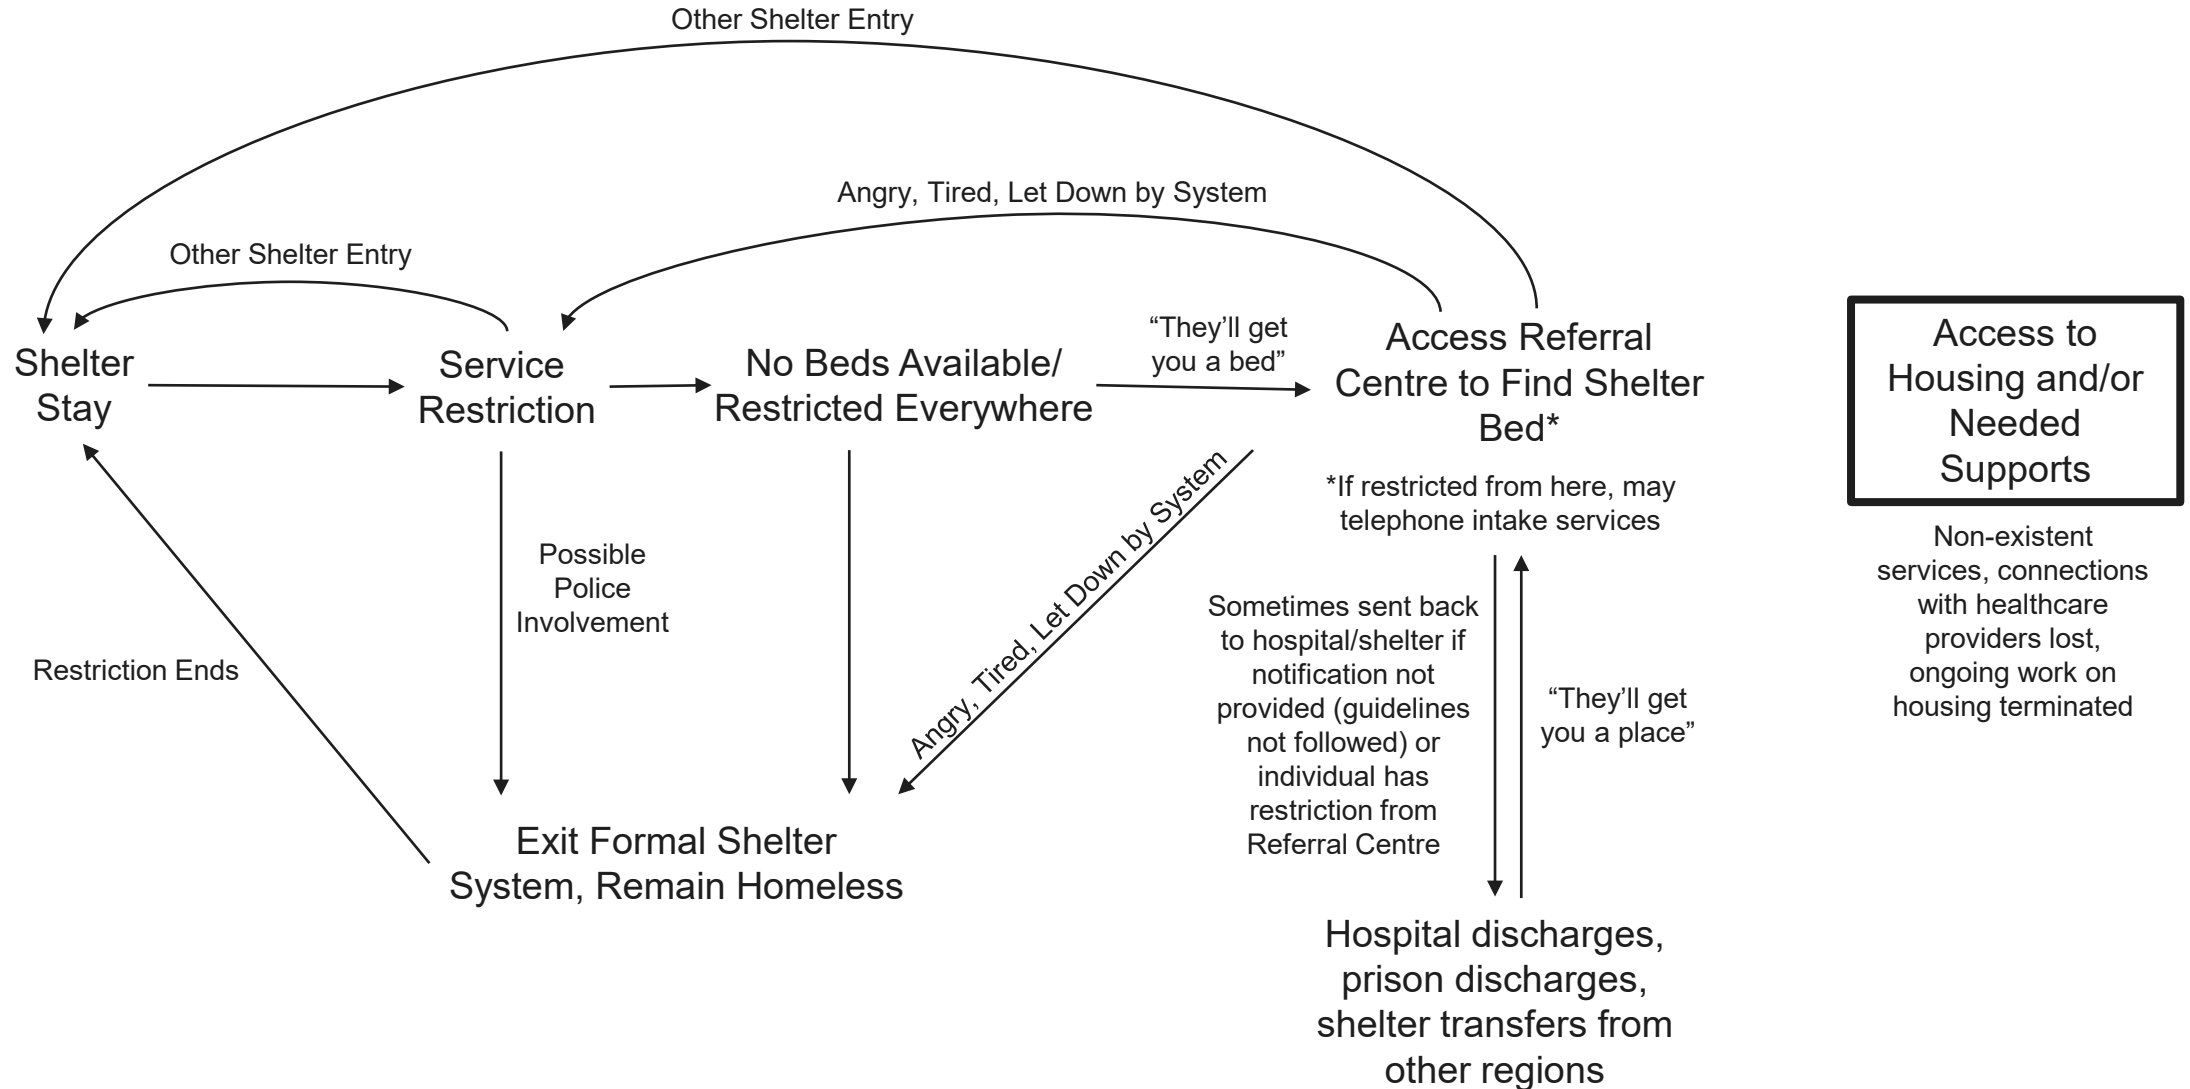 Other Shelter Entry
Angry, Tired, Let Down by System
Other Shelter Entry
Shelter
Stay
Service
Restriction
No Beds Available/
Restricted Everywhere
“They’ll get
you a bed”
Access Referral
Centre to Find Shelter
Bed*
*If restricted from here, may
telephone intake services
Access to
Housing and/or
Needed
Supports
Non-existent
services, connections
with healthcare
providers lost,
ongoing work on
housing terminated
Possible
Police
Involvement
Angry, Tired, Let Down by System
Restriction Ends
Sometimes sent back
to hospital/shelter if
notification not
provided (guidelines
not followed) or
individual has
restriction from
Referral Centre
“They’ll get
you a place”
Exit Formal Shelter
System, Remain Homeless
Hospital discharges,
prison discharges,
shelter transfers from
other regions